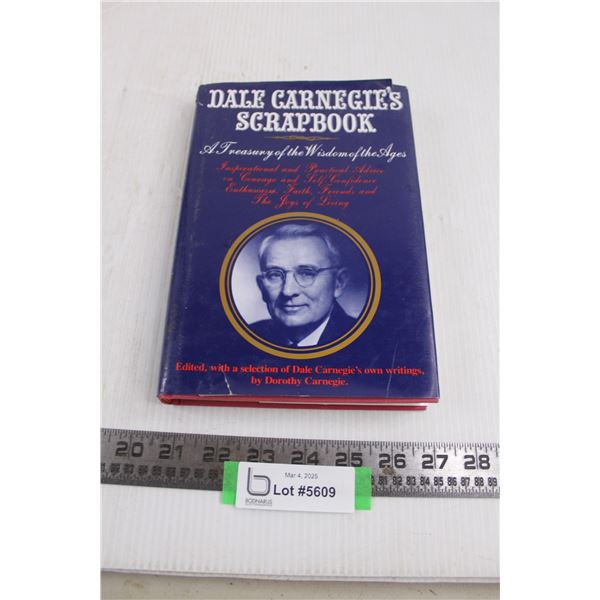 DALE CARNEGIE'S
SCRAPBOOK
A Treasury of the Wisdom of the Ages
Inspirational and Practical Advice
on Courage and Self-Confidence
Enthusiasm, Faith, Friends and
The Joys of Living
Edited, with a selection of Dale Carnegie's own writings,
by Dorothy Carnegie.
20 21 22 23 24 25 26 27 28
Mar 4, 2025
Lot #5609
BODNARUS